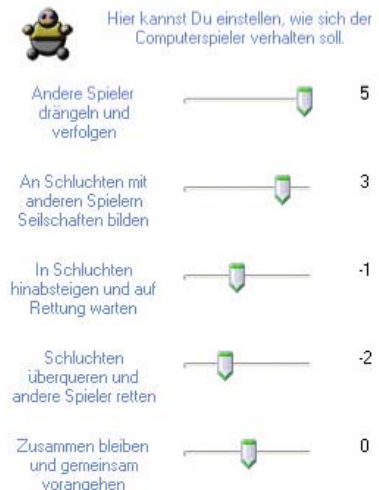 Hier kannst Du einstellen, wie sich der
Computerspieler verhalten soll.
Andere Spieler
drängeln und
verfolgen
5
An Schluchten mit
anderen Spielern
Seilschaften bilden
3
In Schluchten
hinabsteigen und auf
Rettung warten
-1
Schluchten
überqueren und
andere Spieler retten
-2
Zusammen bleiben
und gemeinsam
vorangehen
0